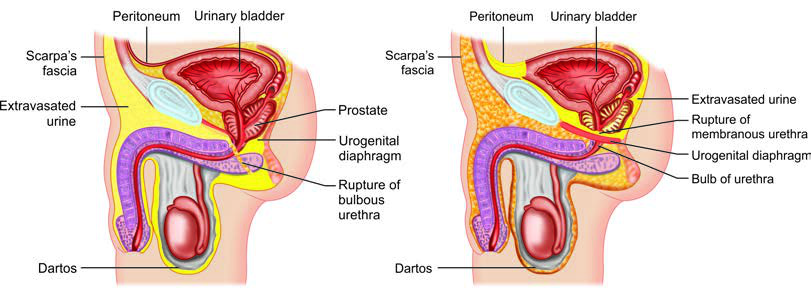 Peritoneum
Urinary bladder
Scarpa's
fascia
Extravasated
urine
Prostate
Urogenital
diaphragm
Rupture of
bulbous
urethra
Dartos
Peritoneum
Urinary bladder
Scarpa's
fascia
Extravasated urine
Rupture of
membranous urethra
Urogenital diaphragm
Bulb of urethra
Dartos